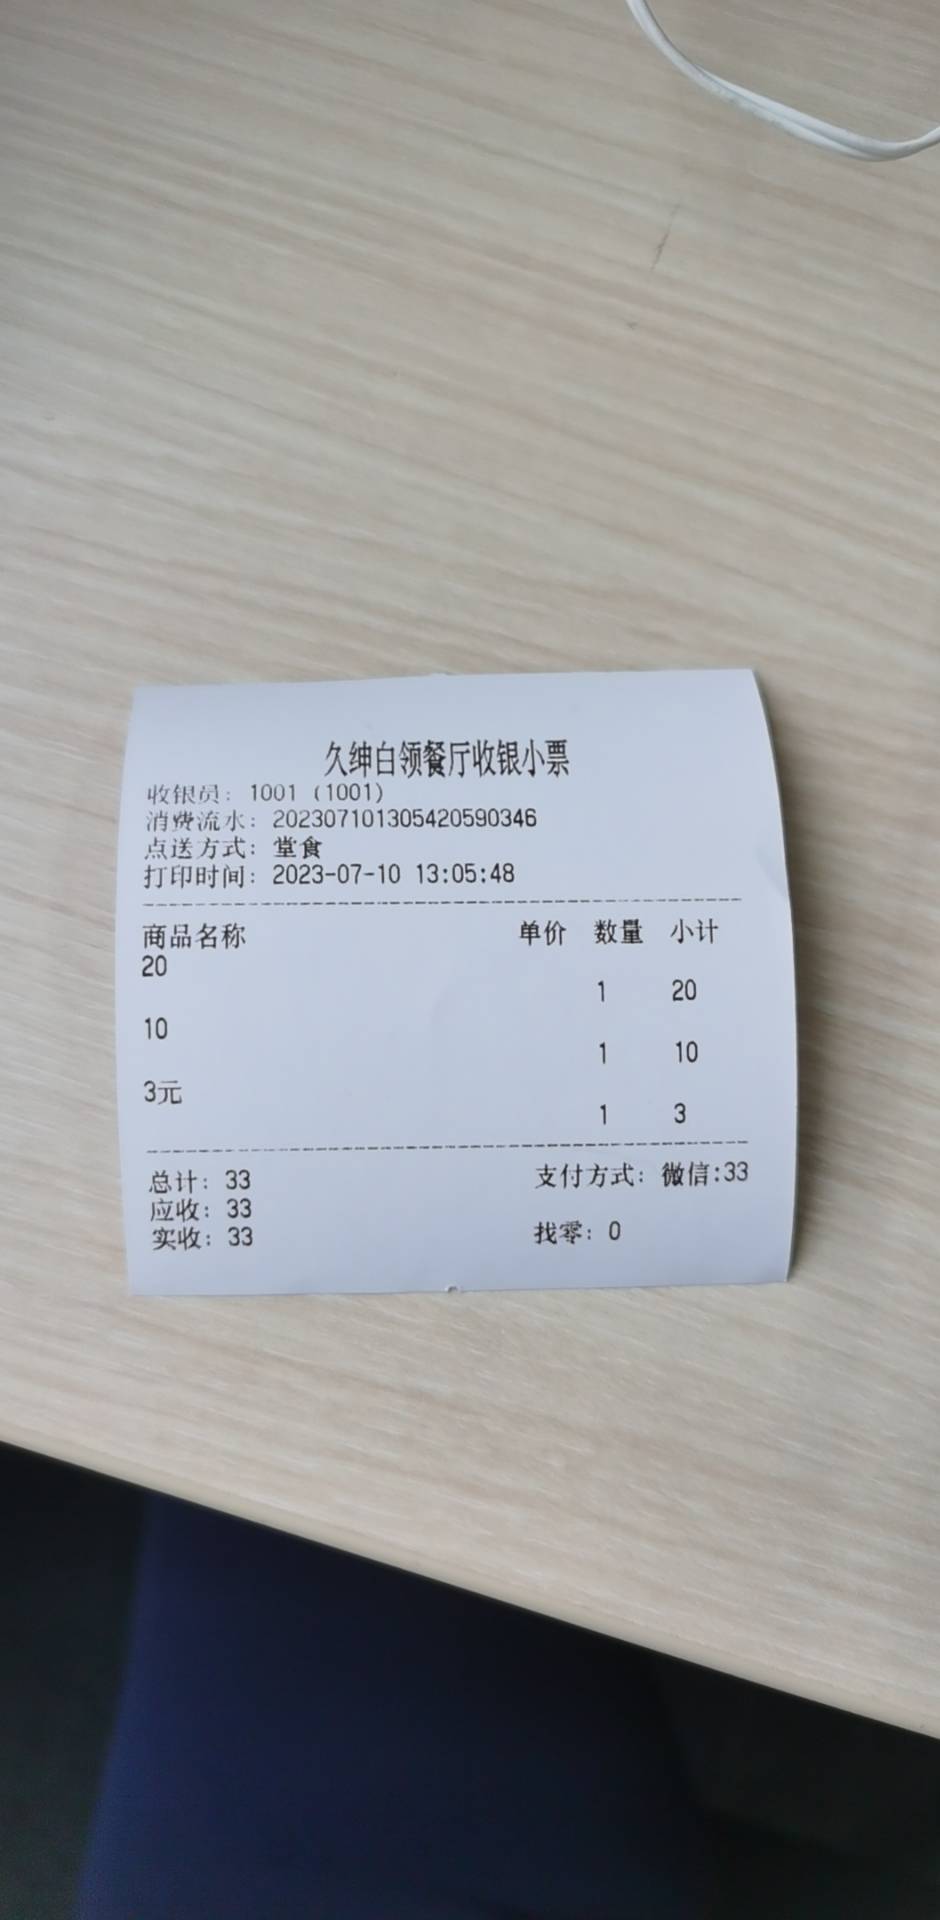 久绅白领餐厅收银小票
收银员: 1001 (1001)
消费流水: 202307101305420590346
点送方式: 堂食
打印时间: 2023-07-10 13:05:48
商品名称 单价 数量 小计
20
1 20
10
1 10
3元
1 3
总计: 33 支付方式: 微信:33
应收: 33
实收: 33 找零: 0